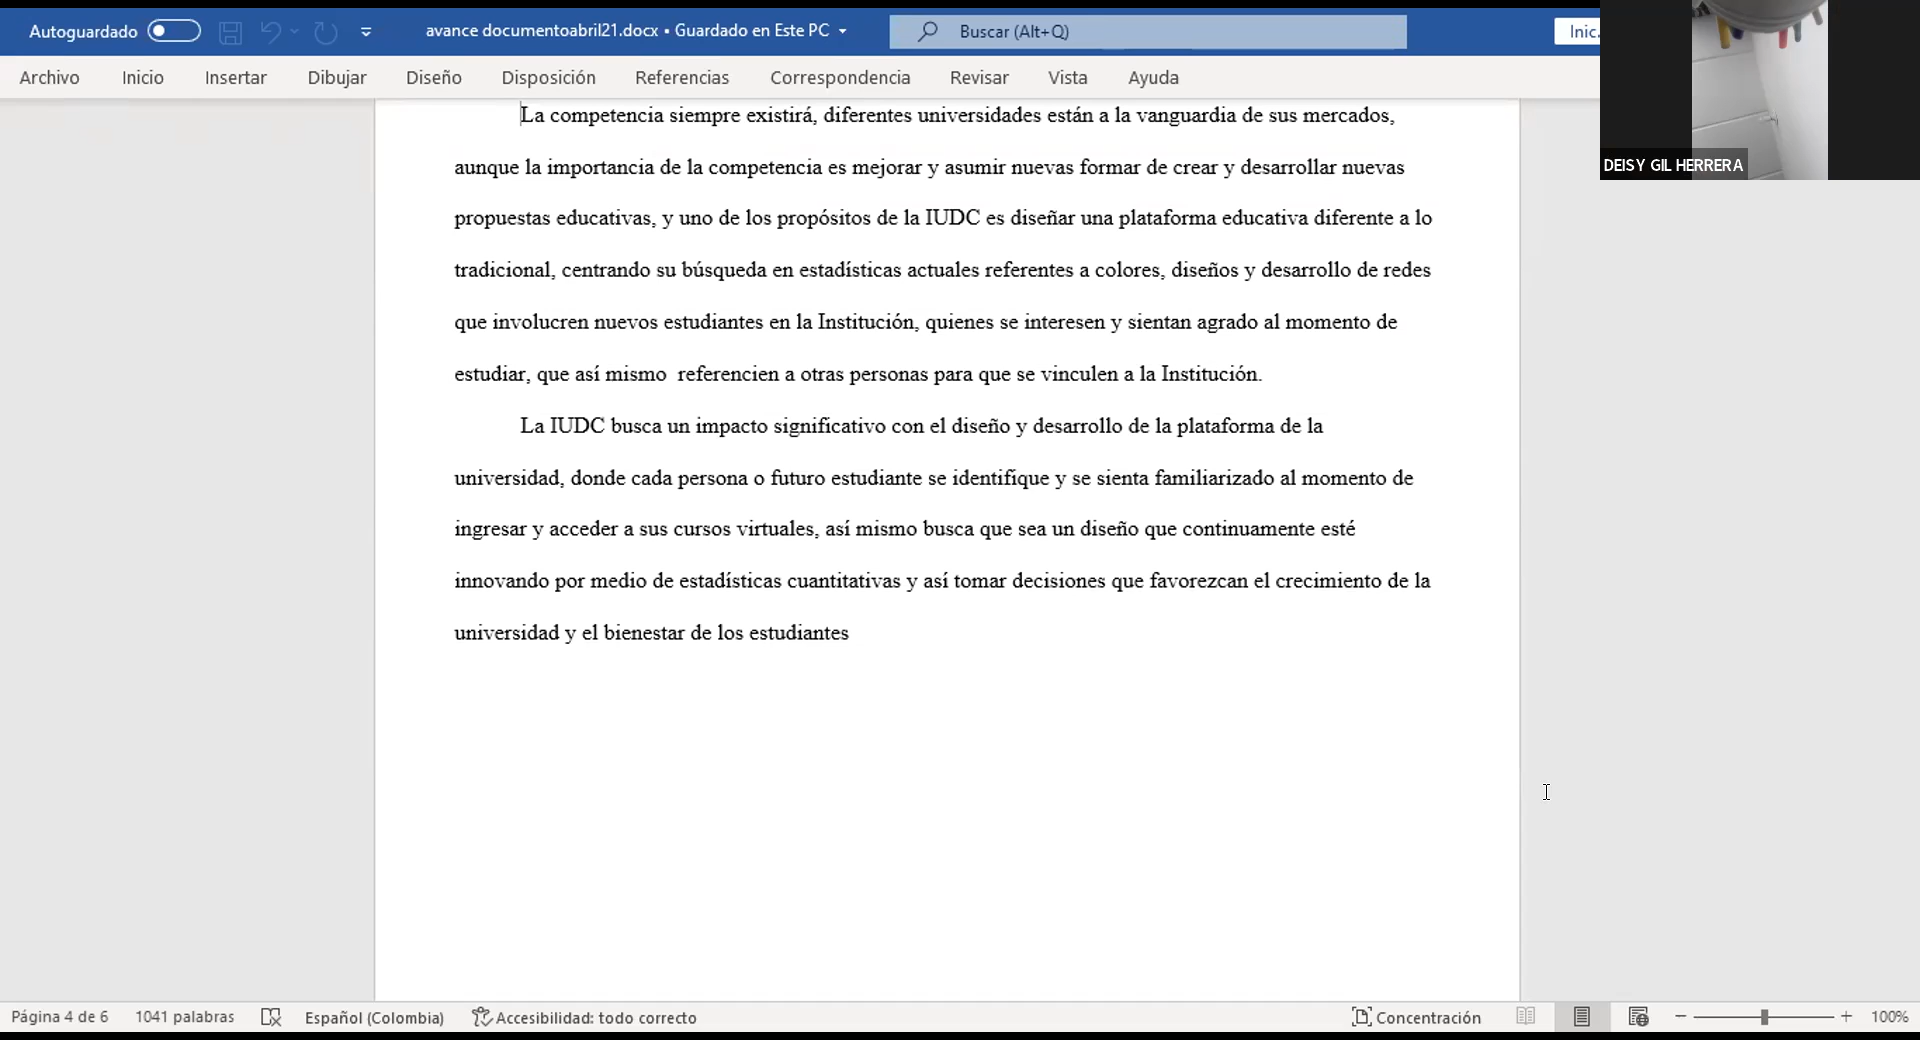 Autoguardado avance documentoabril21.docx • Guardado en Este PC Buscar (Alt+Q) Inic.
Archivo Inicio Insertar Dibujar Diseño Disposición Referencias Correspondencia Revisar Vista Ayuda
DEISY GIL HERRERA
La competencia siempre existirá, diferentes universidades están a la vanguardia de sus mercados,
aunque la importancia de la competencia es mejorar y asumir nuevas formar de crear y desarrollar nuevas
propuestas educativas, y uno de los propósitos de la IUDC es diseñar una plataforma educativa diferente a lo
tradicional, centrando su búsqueda en estadísticas actuales referentes a colores, diseños y desarrollo de redes
que involucren nuevos estudiantes en la Institución, quienes se interesen y sientan agrado al momento de
estudiar, que así mismo  referencien a otras personas para que se vinculen a la Institución.
La IUDC busca un impacto significativo con el diseño y desarrollo de la plataforma de la
universidad, donde cada persona o futuro estudiante se identifique y se sienta familiarizado al momento de
ingresar y acceder a sus cursos virtuales, así mismo busca que sea un diseño que continuamente esté
innovando por medio de estadísticas cuantitativas y así tomar decisiones que favorezcan el crecimiento de la
universidad y el bienestar de los estudiantes
Página 4 de 6 1041 palabras Español (Colombia) Accesibilidad: todo correcto Concentración 100%